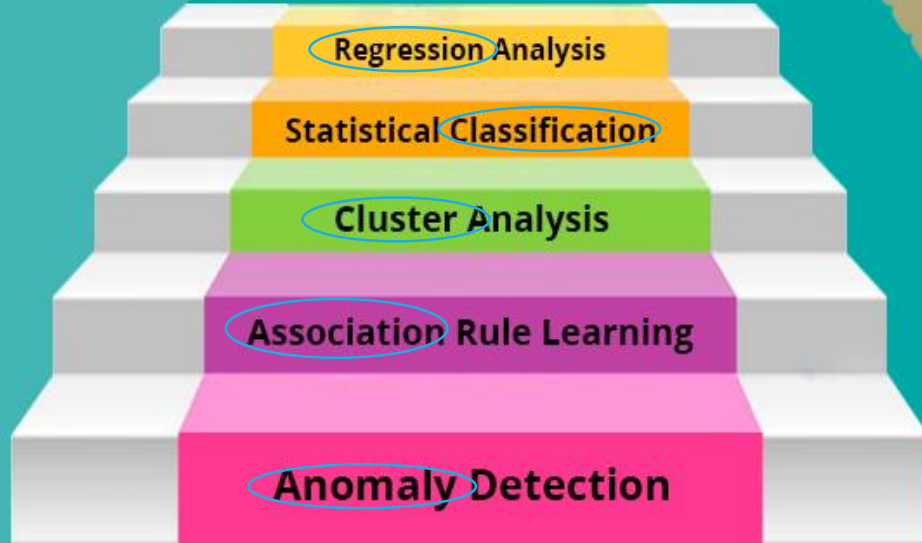 Regression Analysis
Statistical Classification
Cluster Analysis
Association Rule Learning
Anomaly Detection